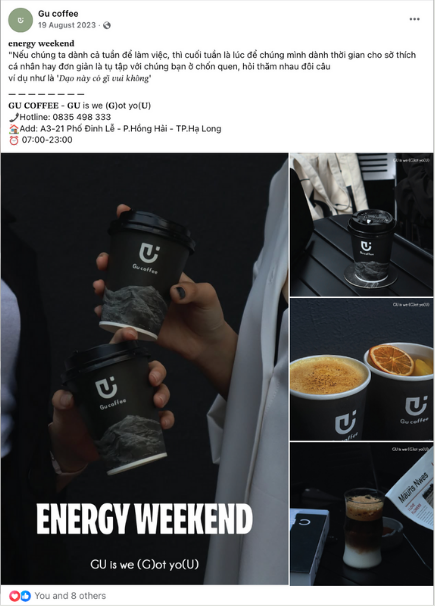 Gu coffee
19 August 2023
energy weekend
"Nếu chúng ta dành cả tuần để làm việc, thì cuối tuần là lúc để chúng mình dành thời gian cho sở thích
cá nhân hay đơn giản là tụ tập với chúng bạn ở chốn quen, hỏi thăm nhau đôi câu
ví dụ như là 'Dạo này có gì vui không'
— — — — — — — —
GU COFFEE - GU is we (G)ot yo(U)
Hotline: 0835 498 333
Add: A3-21 Phố Đinh Lễ - P.Hồng Hải - TP.Hạ Long
07:00-23:00
GU is we (G)ot yo(U)
Gu coffee
Gu coffee
GU is we (G)ot yo(U)
Gu coffee
Gu coffee
GU is we (G)ot yo(U)
Mauris Nwes
ENERGY WEEKEND
GU is we (G)ot yo(U)
You and 8 others